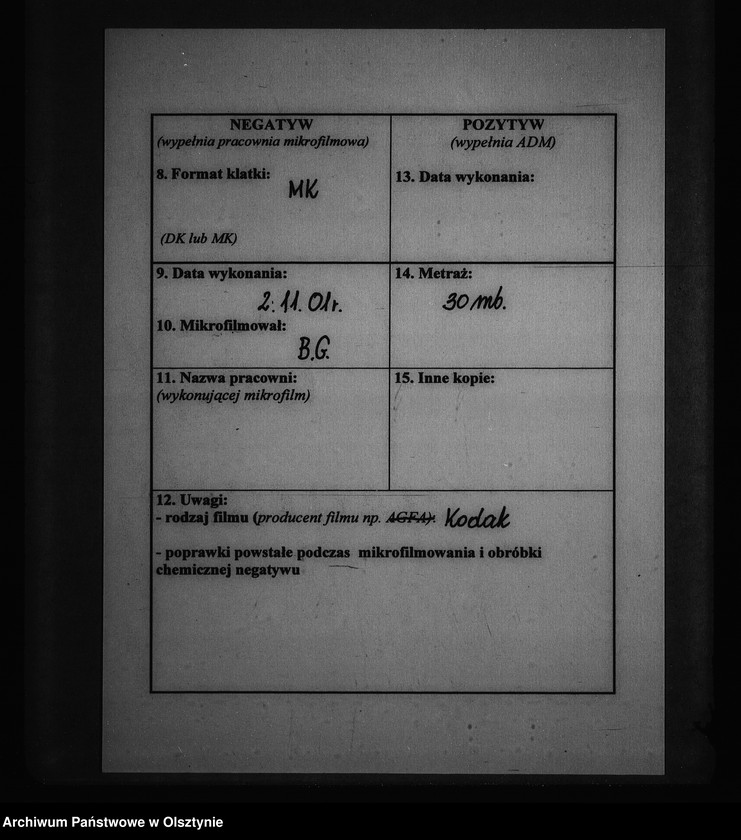 NEGATYW
(wypełnia pracownia mikrofilmowa)
8. Format klatki:
MK
(DK lub MK)
POZYTYW
(wypełnia ADM)
13. Data wykonania:
9. Data wykonania:
2.11.01r.
10. Mikrofilmował:
B.G.
14. Metraż:
30 mb.
11. Nazwa pracowni:
(wykonującej mikrofilm)
15. Inne kopie:
12. Uwagi:
- rodzaj filmu (producent filmu np. AGFA): Kodak
- poprawki powstałe podczas mikrofilmowania i obróbki
chemicznej negatywu
Archiwum Państwowe w Olsztynie